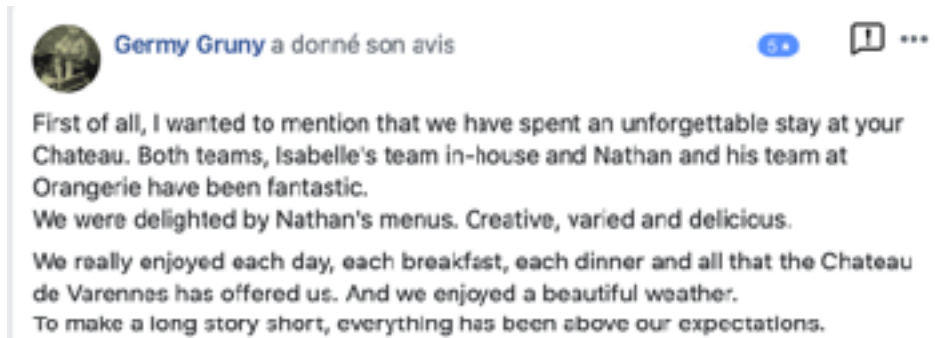 Germy Gruny a donné son avis
5★
First of all, I wanted to mention that we have spent an unforgettable stay at your
Chateau. Both teams, Isabelle's team in-house and Nathan and his team at
Orangerie have been fantastic.
We were delighted by Nathan's menus. Creative, varied and delicious.
We really enjoyed each day, each breakfast, each dinner and all that the Chateau
de Varennes has offered us. And we enjoyed a beautiful weather.
To make a long story short, everything has been above our expectations.